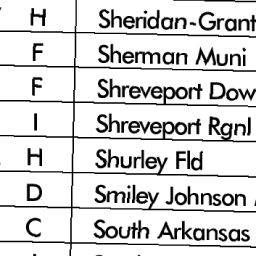 H Sheridan-Grant
F Sherman Muni
F Shreveport Dow
I Shreveport Rgnl
H Shurley Fld
D Smiley Johnson
C South Arkansas